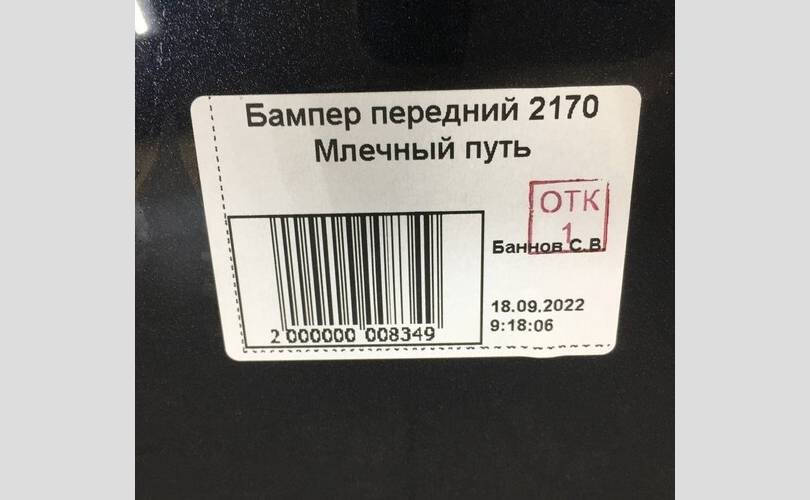 Бампер передний 2170
Млечный путь
ОТК
1
Баннов С.В.
18.09.2022
9:18:06
2 000000 008349